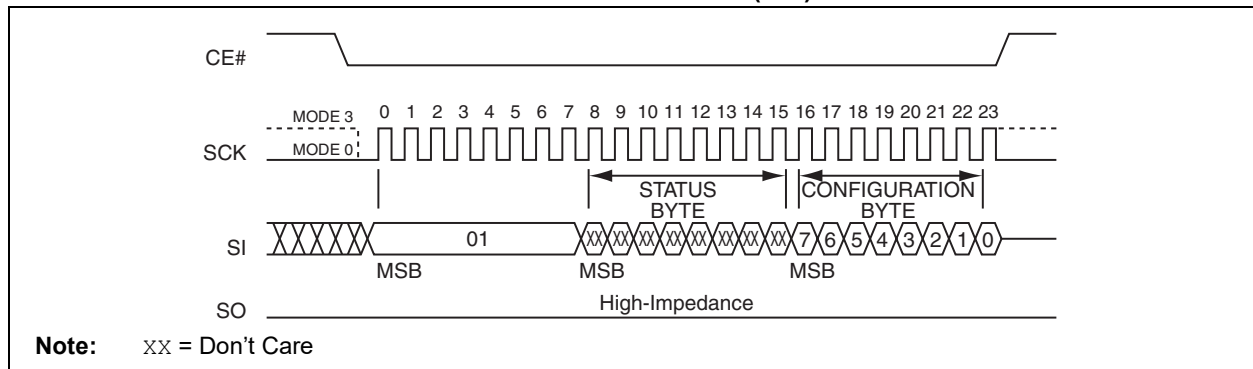 CE#
MODE 3
0 1 2 3 4 5 6 7 8 9 10 11 12 13 14 15 16 17 18 19 20 21 22 23
SCK
MODE 0
STATUS BYTE
CONFIGURATION BYTE
SI
01 XX XX XX XX XX XX XX XX 7 6 5 4 3 2 1 0
MSB MSB MSB
SO
High-Impedance
Note: XX = Don't Care